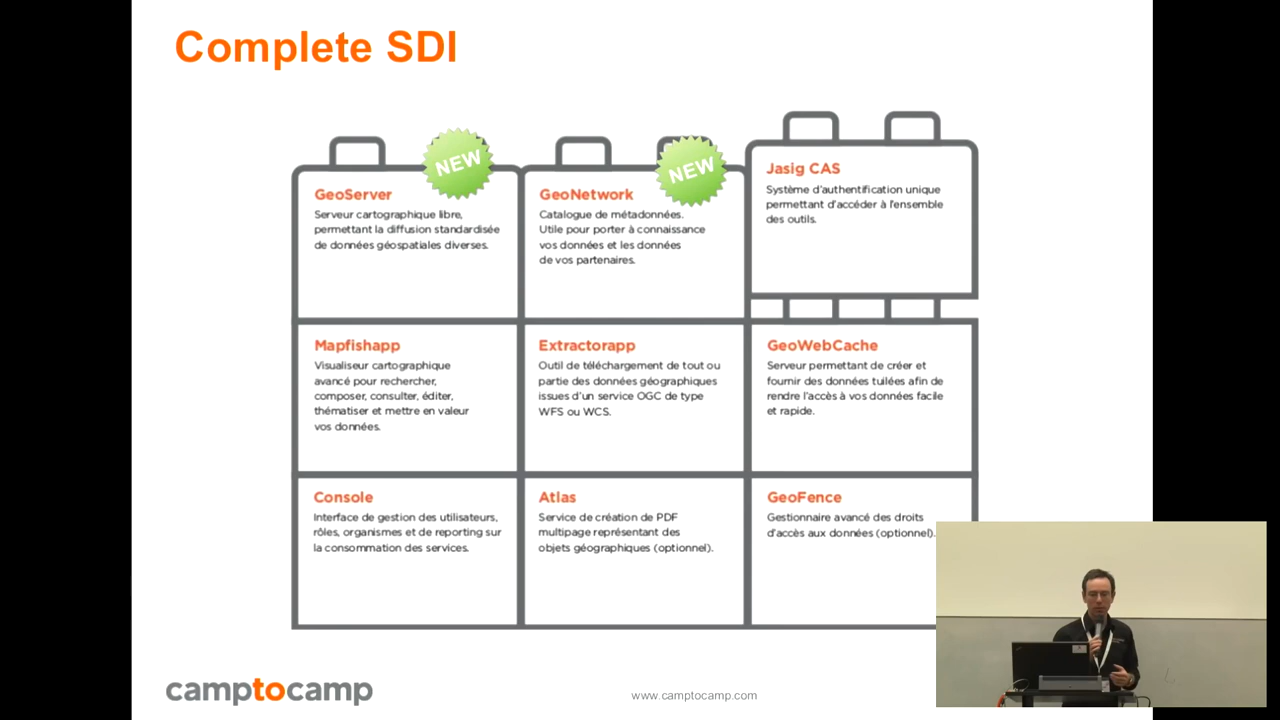 Complete SDI
NEW
NEW
GeoServer
Serveur cartographique libre,
permettant la diffusion standardisée
de données géospatiales diverses.
GeoNetwork
Catalogue de métadonnées.
Utile pour porter à connaissance
vos données et les données
de vos partenaires.
Jasig CAS
Système d'authentification unique
permettant d'accéder à l'ensemble
des outils.
Mapfishapp
Visualiseur cartographique
avancé pour rechercher,
composer, consulter, éditer,
thématiser et mettre en valeur
vos données.
Extractorapp
Outil de téléchargement de tout ou
partie des données géographiques
issues d'un service OGC de type
WFS ou WCS.
GeoWebCache
Serveur permettant de créer et
fournir des données tuilées afin de
rendre l'accès à vos données facile
et rapide.
Console
Interface de gestion des utilisateurs,
rôles, organismes et de reporting sur
la consommation des services.
Atlas
Service de création de PDF
multipage représentant des
objets géographiques (optionnel).
GeoFence
Gestionnaire avancé des droits
d'accès aux données (optionnel).
camptocamp
www.camptocamp.com